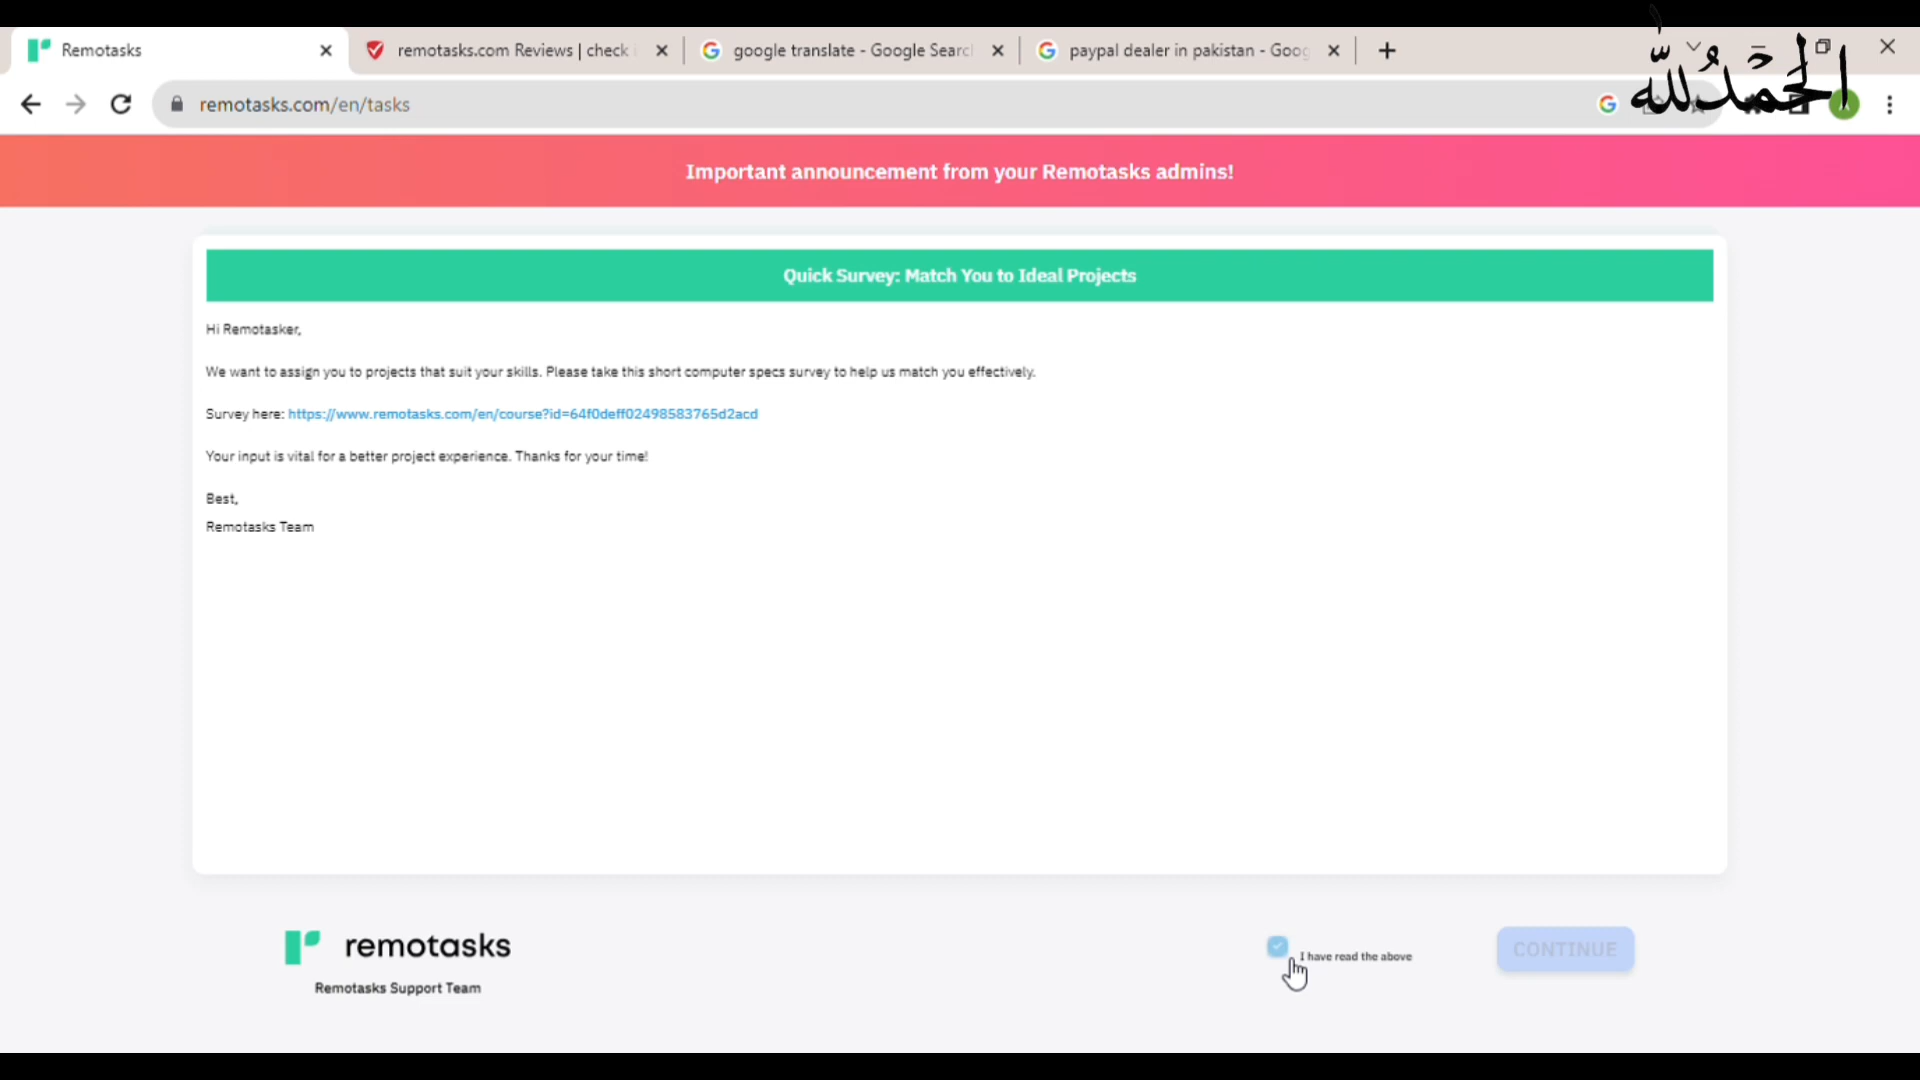 Remotasks
remotasks.com Reviews | check
google translate - Google Searc
paypal dealer in pakistan - Goog
الحمد لله
remotasks.com/en/tasks
Important announcement from your Remotasks admins!
Quick Survey: Match You to Ideal Projects
Hi Remotasker,
We want to assign you to projects that suit your skills. Please take this short computer specs survey to help us match you effectively.
Survey here: https://www.remotasks.com/en/course?id=64f0deff02498583765d2acd
Your input is vital for a better project experience. Thanks for your time!
Best,
Remotasks Team
remotasks
Remotasks Support Team
I have read the above
CONTINUE